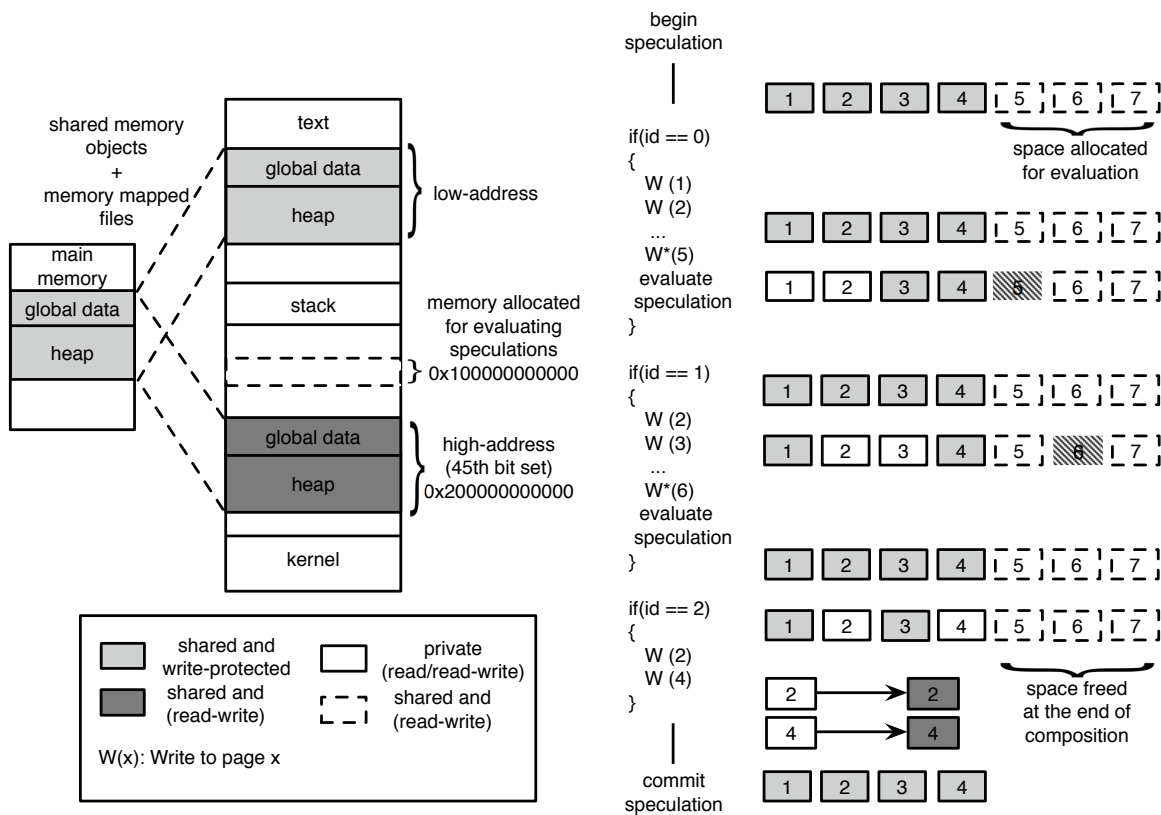 shared memory
objects
+
memory mapped
files
main
memory
global data
heap
text
global data
heap
low-address
stack
memory allocated
for evaluating
speculations
0x100000000000
global data
heap
high-address
(45th bit set)
0x200000000000
kernel
shared and
write-protected
private
(read/read-write)
shared and
(read-write)
shared and
(read-write)
W(x): Write to page x
begin
speculation
if(id == 0)
{
W (1)
W (2)
...
W*(5)
evaluate
speculation
}
if(id == 1)
{
W (2)
W (3)
...
W*(6)
evaluate
speculation
}
if(id == 2)
{
W (2)
W (4)
}
commit
speculation
1 2 3 4 5 6 7
space allocated
for evaluation
1 2 3 4 5 6 7
1 2 3 4 5 6 7
1 2 3 4 5 6 7
1 2 3 4 5 6 7
1 2 3 4 5 6 7
1 2 3 4 5 6 7
2 2
4 4
space freed
at the end of
composition
1 2 3 4